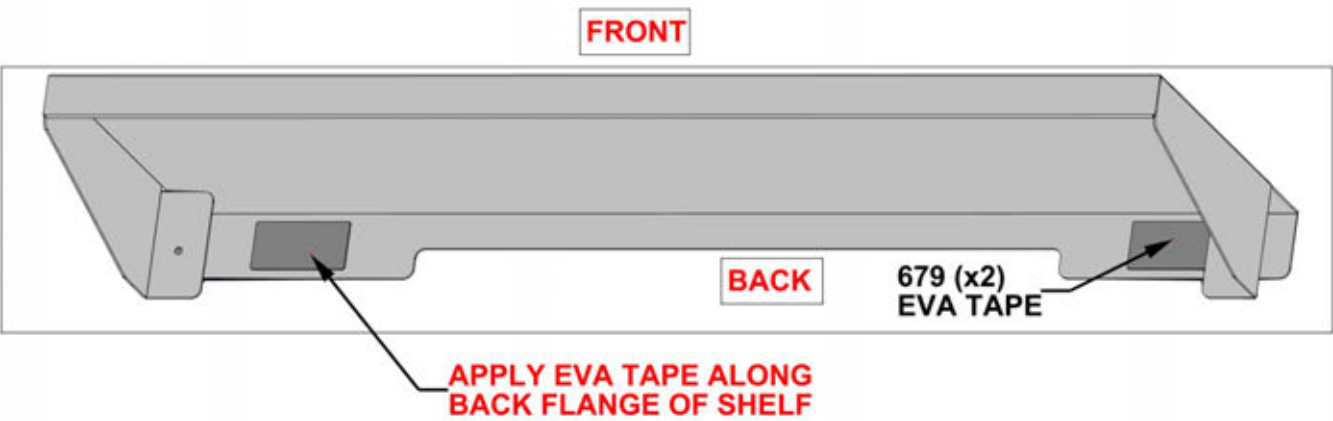 FRONT
BACK
679 (x2)
EVA TAPE
APPLY EVA TAPE ALONG
BACK FLANGE OF SHELF